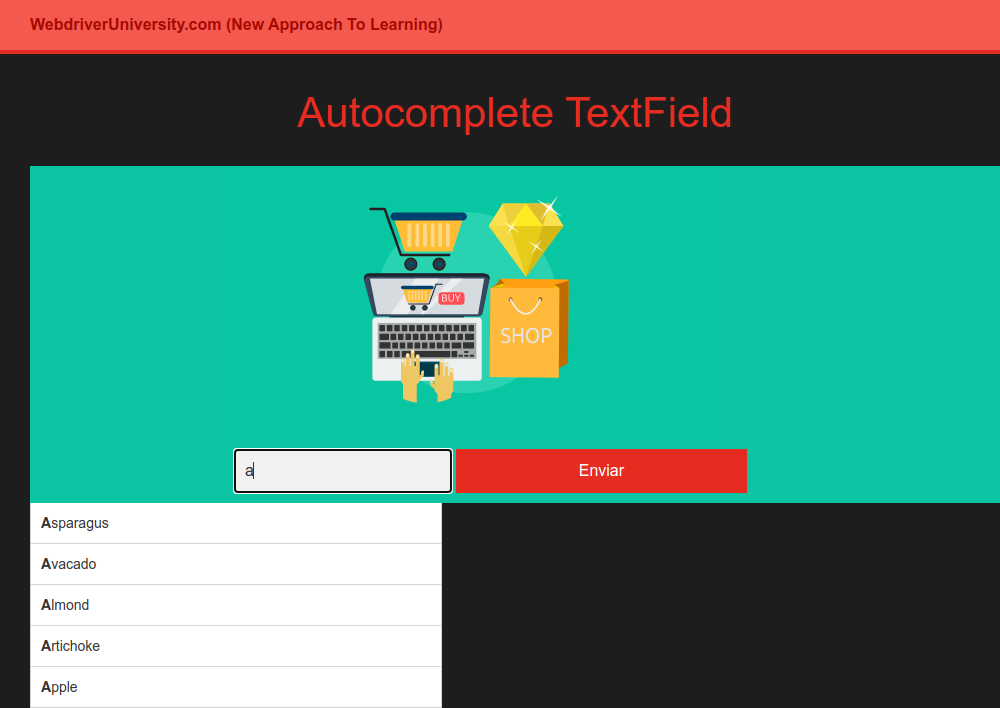 WebdriverUniversity.com (New Approach To Learning)
Autocomplete TextField
BUY
SHOP
a
Enviar
Asparagus
Avacado
Almond
Artichoke
Apple